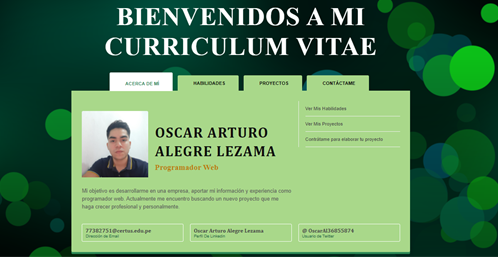 BIENVENIDOS A MI
CURRICULUM VITAE
ACERCA DE MÍ
HABILIDADES
PROYECTOS
CONTÁCTAME
OSCAR ARTURO
ALEGRE LEZAMA
Programador Web
Ver Mis Habilidades
Ver Mis Proyectos
Contrátame para elaborar tu proyecto
Mi objetivo es desarrollarme en una empresa, aportar mi información y experiencia como
programador web. Actualmente me encuentro buscando un nuevo proyecto que me
haga crecer profesional y personalmente.
77382751@certus.edu.pe
Dirección de Email
Oscar Arturo Alegre Lezama
Perfil De Linkedin
@ OscarAl36855874
Usuario de Twitter